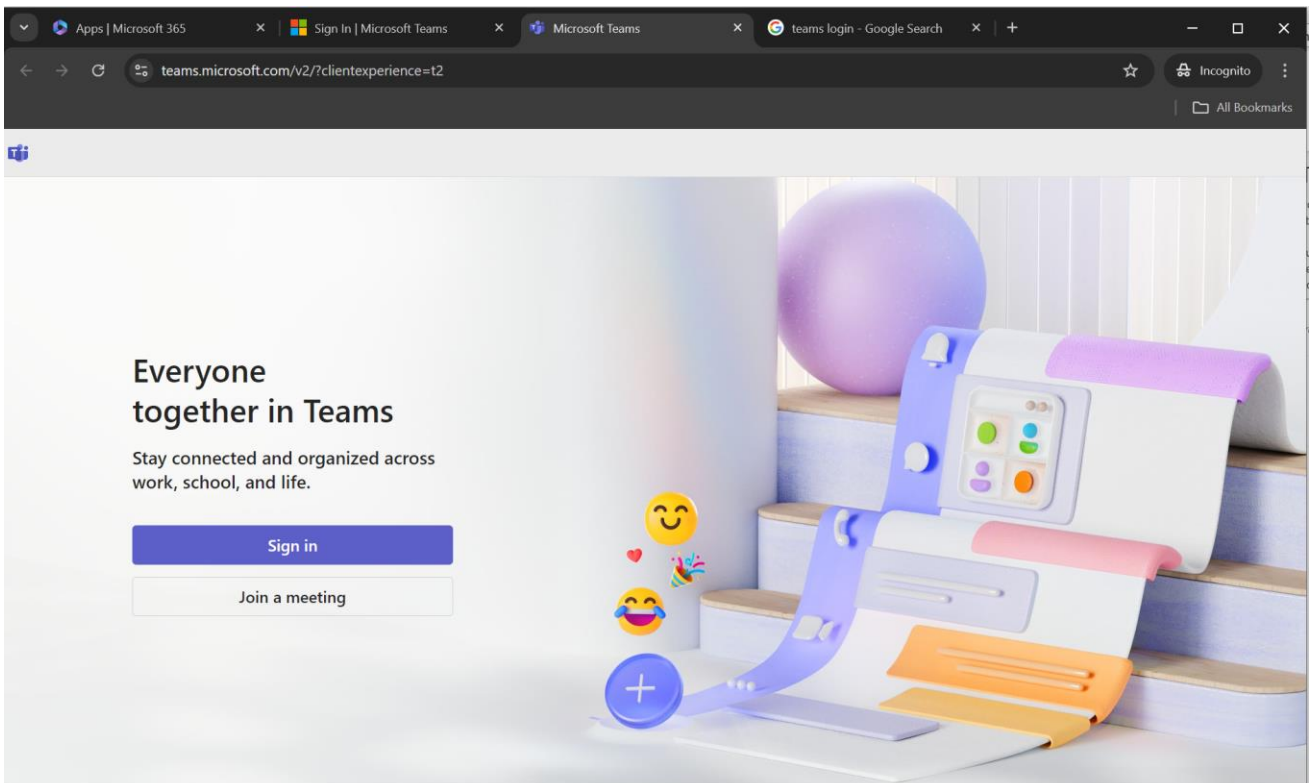 Apps | Microsoft 365
Sign In | Microsoft Teams
Microsoft Teams
teams login - Google Search
teams.microsoft.com/v2/?clientexperience=t2
Incognito
All Bookmarks
Everyone
together in Teams
Stay connected and organized across
work, school, and life.
Sign in
Join a meeting